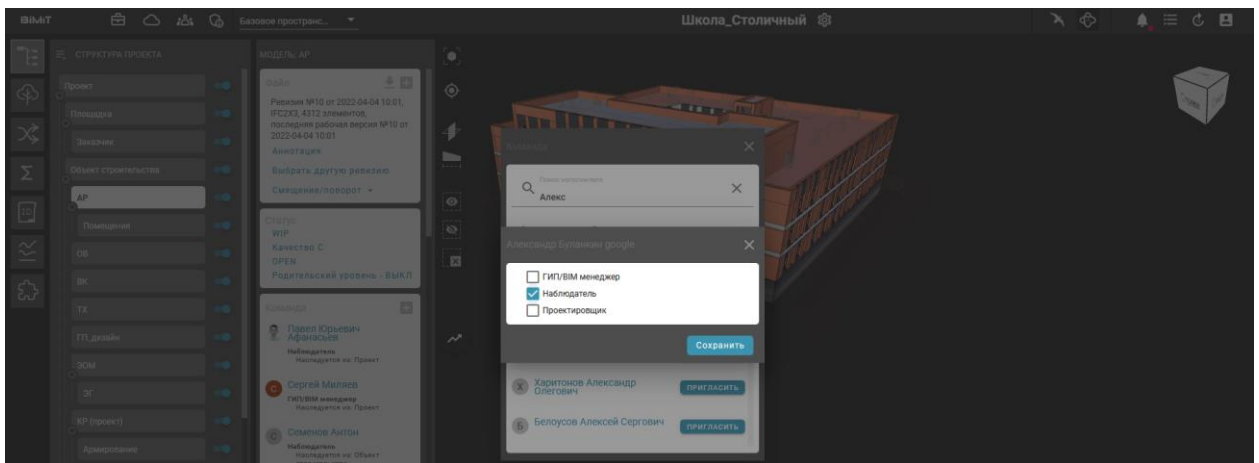 BIMIT
Базовое пространс...
Школа_Столичный
СТРУКТУРА ПРОЕКТА
Проект
Площадка
Заказчик
Объект строительства
АР
Помещения
ОВ
ВК
ТХ
ГП_дизайн
ЭОМ
ЭГ
КР (проект)
Армирование
МОДЕЛЬ: АР
Файл
Ревизия №10 от 2022-04-04 10:01,
IFC2X3, 4312 элементов,
последняя рабочая версия №10 от
2022-04-04 10:01
Аннотация
Выбрать другую ревизию
Смещение/поворот
Статус
WIP
Качество C
OPEN
Родительский уровень - ВЫКЛ
Команда
Павел Юрьевич
Афанасьев
Наблюдатель
Наследуется из: Проект
С
Сергей Миляев
ГИП/BIM менеджер
Наследуется из: Проект
С
Семенов Антон
Наблюдатель
Наследуется из: Объект
Команда
Поиск исполнителя
Алекс
Александр Буланкин google
ГИП/BIM менеджер
Наблюдатель
Проектировщик
Сохранить
Х
Харитонов Александр
Олегович
ПРИГЛАСИТЬ
Б
Белоусов Алексей Сергович
ПРИГЛАСИТЬ